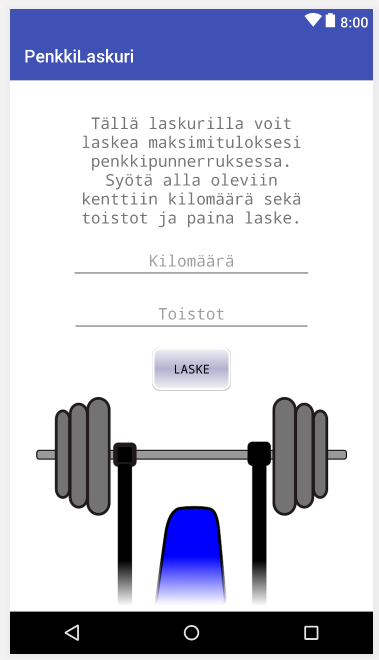 8:00
PenkkiLaskuri
Tällä laskurilla voit
laskea maksimituloksesi
penkkipunnerruksessa.
Syötä alla oleviin
kenttiin kilomäärä sekä
toistot ja paina laske.
Kilomäärä
Toistot
LASKE